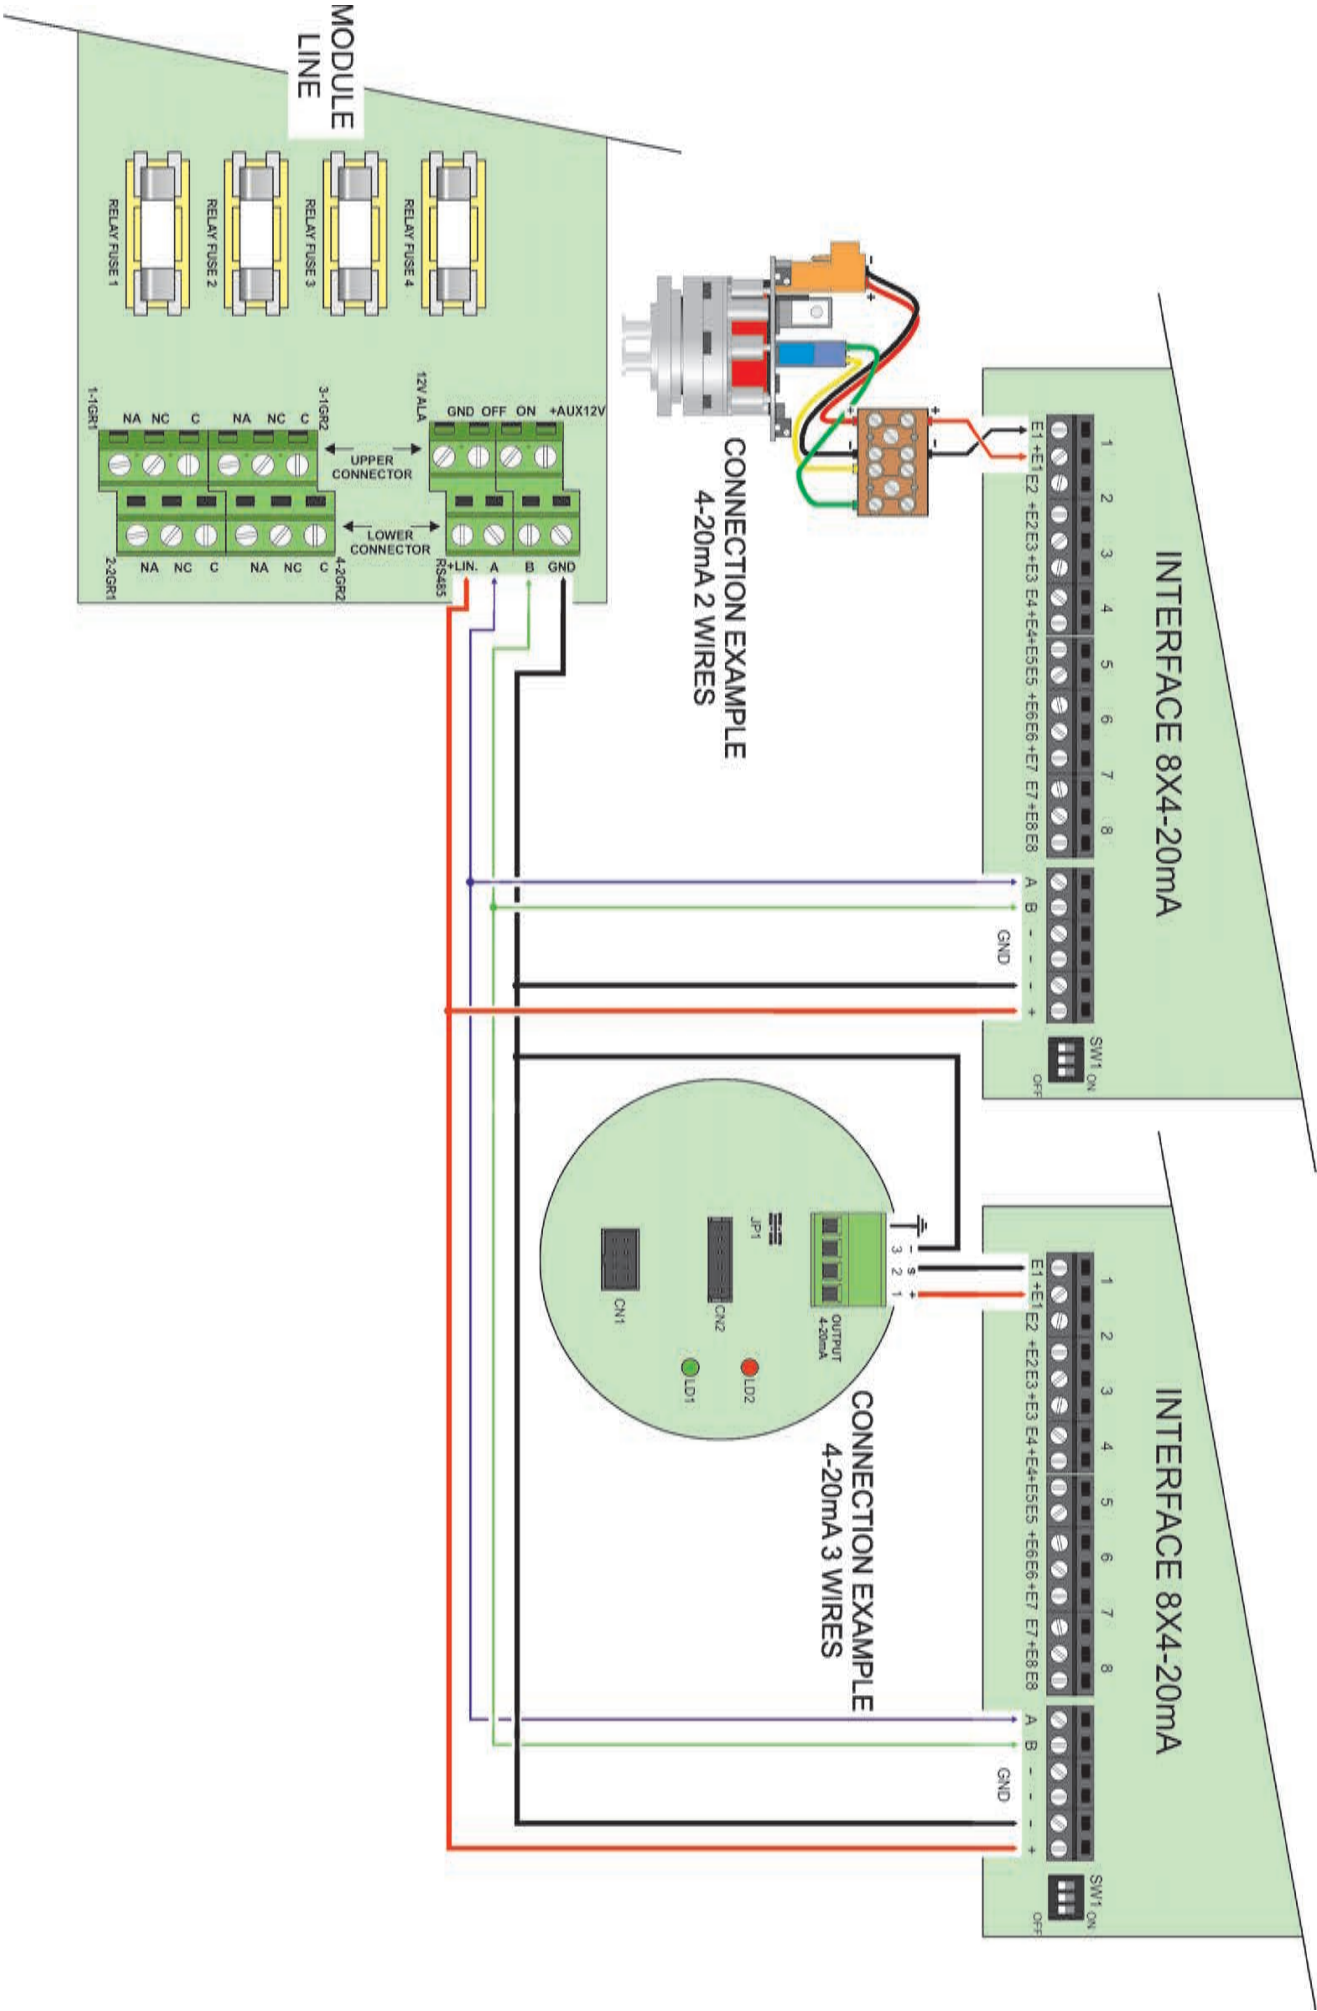 MODULE
LINE
RELAY FUSE 1
RELAY FUSE 2
RELAY FUSE 3
RELAY FUSE 4
1-1GR1
NA NC C
NA NC C
3-1GR2
UPPER
CONNECTOR
12V ALA
GND OFF ON +AUX12V
2-2GR1
NA NC C
NA NC C
4-2GR2
LOWER
CONNECTOR
RS485
+LIN. A B GND
CONNECTION EXAMPLE
4-20mA 2 WIRES
- +
+ -
+ -
INTERFACE 8X4-20mA
1 2 3 4 5 6 7 8
E1 +E1 E2 +E2 E3 +E3 E4 +E4 +E5 E5 +E6 E6 +E7 E7 +E8 E8
A B - - - +
GND
SW1
ON
OFF
CONNECTION EXAMPLE
4-20mA 3 WIRES
- s +
3 2 1
OUTPUT
4-20mA
JP1
CN2
CN1
LD2
LD1
INTERFACE 8X4-20mA
1 2 3 4 5 6 7 8
E1 +E1 E2 +E2 E3 +E3 E4 +E4 +E5 E5 +E6 E6 +E7 E7 +E8 E8
A B - - - +
GND
SW1
ON
OFF